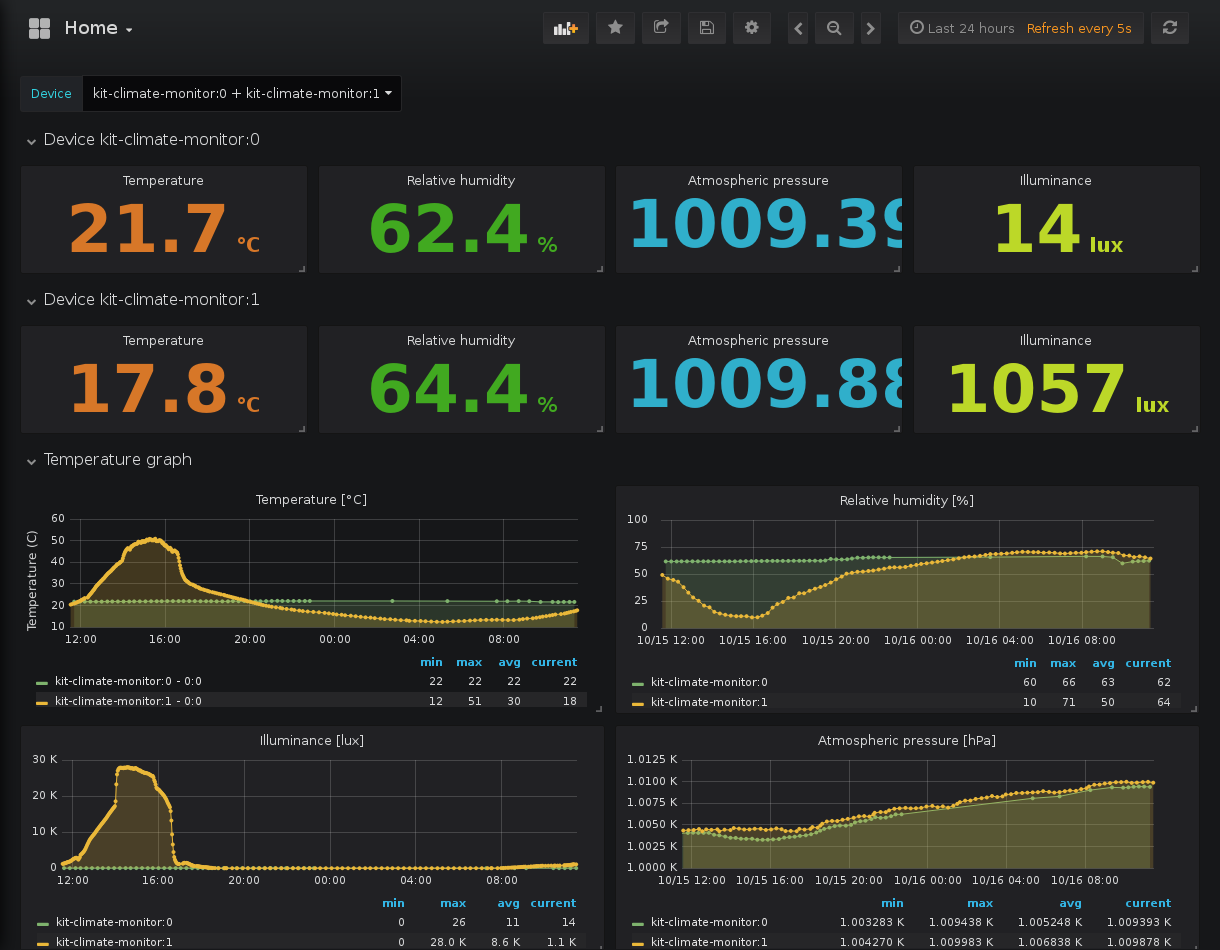 Home
Last 24 hours Refresh every 5s
Device kit-climate-monitor:0 + kit-climate-monitor:1
Device kit-climate-monitor:0
Temperature Relative humidity Atmospheric pressure Illuminance
21.7 °C 62.4 % 1009.39 14 lux
Device kit-climate-monitor:1
Temperature Relative humidity Atmospheric pressure Illuminance
17.8 °C 64.4 % 1009.88 1057 lux
Temperature graph
Temperature [°C]
Temperature (C)
60
50
40
30
20
10
12:00 16:00 20:00 00:00 04:00 08:00
min max avg current
kit-climate-monitor:0 - 0:0 22 22 22 22
kit-climate-monitor:1 - 0:0 12 51 30 18
Relative humidity [%]
100
75
50
25
0
10/15 12:00 10/15 16:00 10/15 20:00 10/16 00:00 10/16 04:00 10/16 08:00
min max avg current
kit-climate-monitor:0 60 66 63 62
kit-climate-monitor:1 10 71 50 64
Illuminance [lux]
30 K
20 K
10 K
0
12:00 16:00 20:00 00:00 04:00 08:00
min max avg current
kit-climate-monitor:0 0 26 11 14
kit-climate-monitor:1 0 28.0 K 8.6 K 1.1 K
Atmospheric pressure [hPa]
1.0125 K
1.0100 K
1.0075 K
1.0050 K
1.0025 K
1.0000 K
10/15 12:00 10/15 16:00 10/15 20:00 10/16 00:00 10/16 04:00 10/16 08:00
min max avg current
kit-climate-monitor:0 1.003283 K 1.009438 K 1.005248 K 1.009393 K
kit-climate-monitor:1 1.004270 K 1.009983 K 1.006838 K 1.009878 K